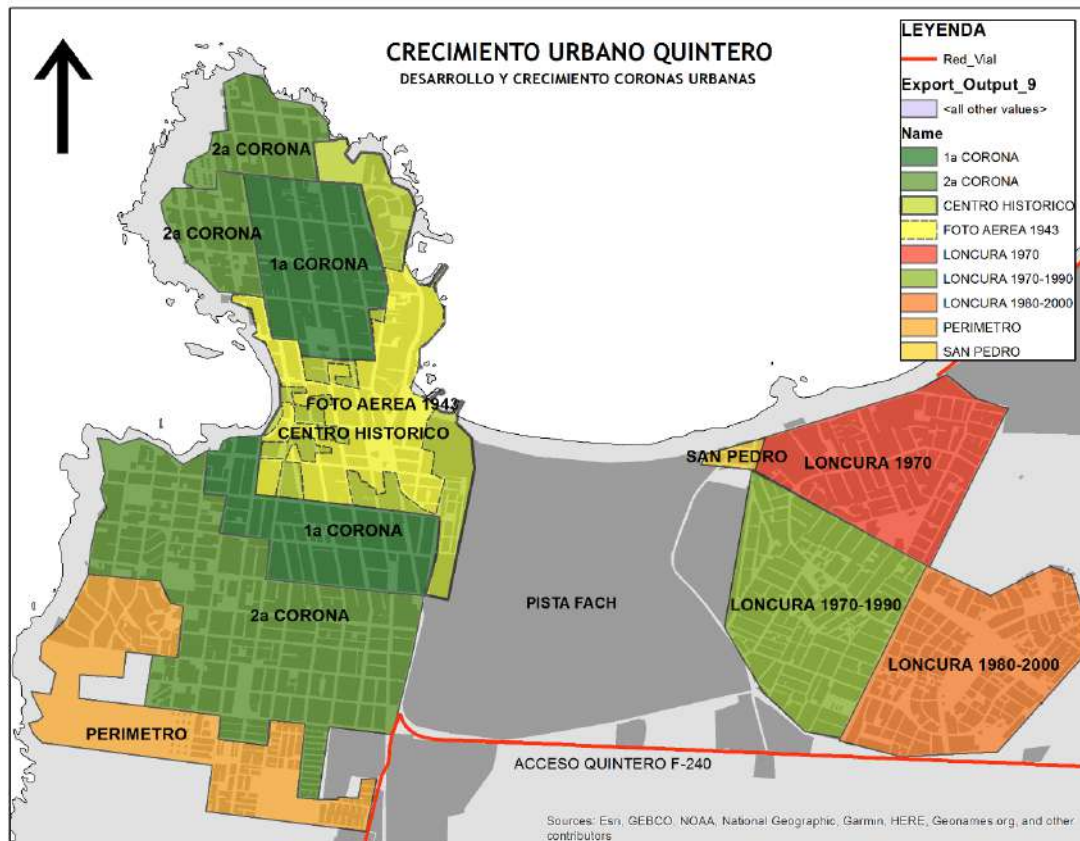 CRECIMIENTO URBANO QUINTERO
DESARROLLO Y CRECIMIENTO CORONAS URBANAS
LEYENDA
Red_Vial
Export_Output_9
<all other values>
Name
1a CORONA
2a CORONA
CENTRO HISTORICO
FOTO AEREA 1943
LONCURA 1970
LONCURA 1970-1990
LONCURA 1980-2000
PERIMETRO
SAN PEDRO
2a CORONA
2a CORONA
1a CORONA
FOTO AEREA 1943
CENTRO HISTORICO
SAN PEDRO
LONCURA 1970
1a CORONA
PISTA FACH
LONCURA 1970-1990
2a CORONA
LONCURA 1980-2000
PERIMETRO
ACCESO QUINTERO F-240
Sources: Esri, GEBCO, NOAA, National Geographic, Garmin, HERE, Geonames.org, and other
contributors